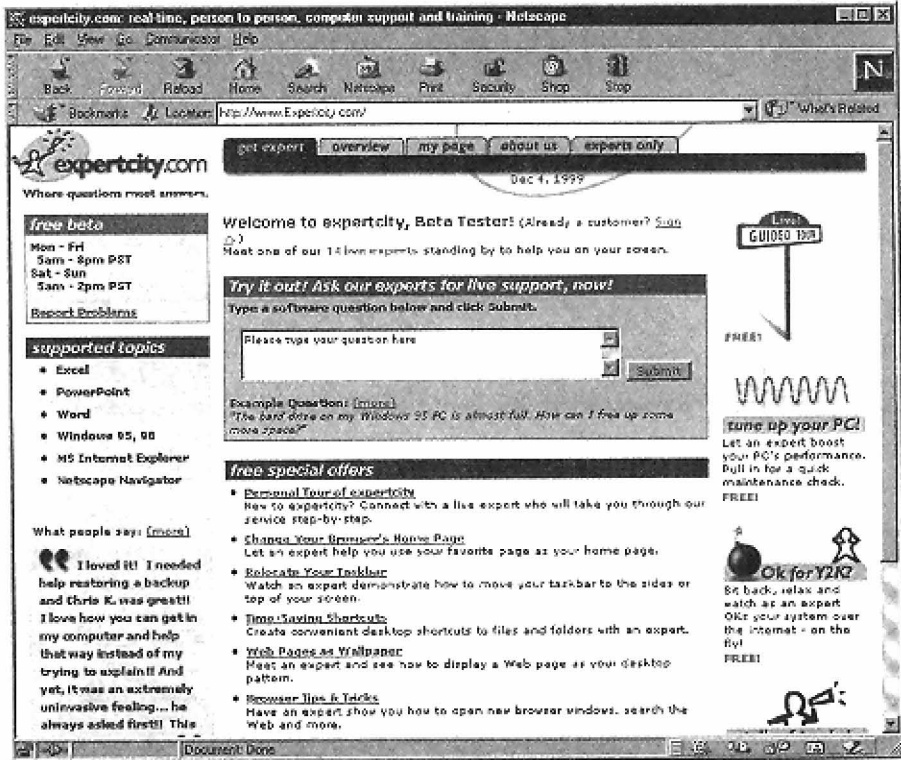 expertcity.com: real-time, person to person, computer support and training - Netscape
File Edit View Go Communicator Help
Back Forward Reload Home Search Netscape Print Security Shop Stop
N
Bookmarks Location: http://www.Expertcity.com/ What's Related
expertcity.com
Where questions meet answers.
get expert overview my page about us experts only
Dec 4, 1999
free beta
Mon - Fri
5am - 8pm PST
Sat - Sun
5am - 2pm PST
Report Problems
supported topics
• Excel
• PowerPoint
• Word
• Windows 95, 98
• MS Internet Explorer
• Netscape Navigator
What people say: (more)
I loved it! I needed
help restoring a backup
and Chris K. was great!!
I love how you can get in
my computer and help
that way instead of my
trying to explain!! And
yet, it was an extremely
uninvasive feeling... he
always asked first!! This
Welcome to expertcity, Beta Tester! (Already a customer? Sign
)
Meet one of our 14 live experts standing by to help you on your screen.
Try it out! Ask our experts for live support, now!
Type a software question below and click Submit.
Please type your question here
Submit
Example Question: (more)
"The hard drive on my Windows 95 PC is almost full. How can I free up some
more space?"
free special offers
• Personal Tour of expertcity
New to expertcity? Connect with a live expert who will take you through our
service step-by-step.
• Change Your Browser's Home Page
Let an expert help you use your favorite page as your home page.
• Relocate Your Taskbar
Watch an expert demonstrate how to move your taskbar to the sides or
top of your screen.
• Time-Saving Shortcuts
Create convenient desktop shortcuts to files and folders with an expert.
• Web Pages as Wallpaper
Meet an expert and see how to display a Web page as your desktop
pattern.
• Browser Tips & Tricks
Have an expert show you how to open new browser windows, search the
Web and more.
Live!
GUIDED TOUR
FREE!
tune up your PC!
Let an expert boost
your PC's performance.
Pull in for a quick
maintenance check.
FREE!
Ok for Y2K?
Sit back, relax and
watch as an expert
OKs your system over
the internet - on the
fly!
FREE!
Document: Done